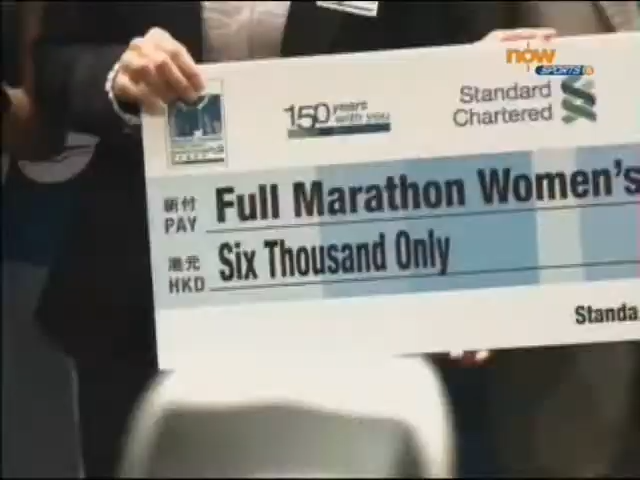 now
SPORTS
150 years
with you
Standard
Chartered
祈付
PAY Full Marathon Women's
港元
HKD Six Thousand Only
Standa